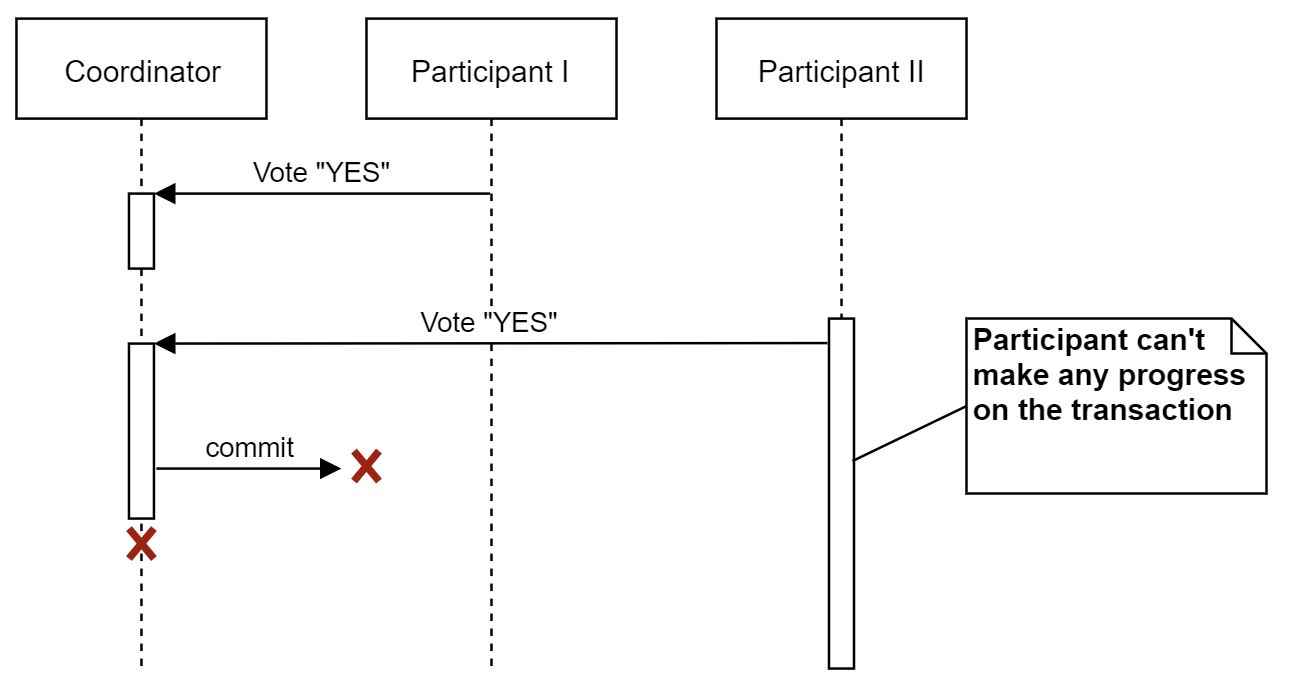 Coordinator
Participant I
Participant II
Vote "YES"
Vote "YES"
Participant can't
make any progress
on the transaction
commit